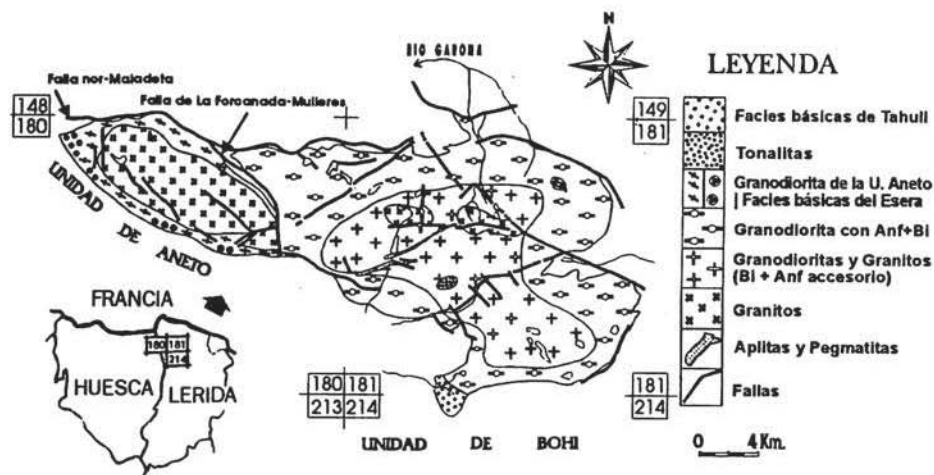 RIO GARONA
N
Falla nor-Maladeta
Falla de La Forcanada-Mulleres
148
180
149
181
UNIDAD
DE ANETO
FRANCIA
180 181
214
HUESCA
LERIDA
180 181
213 214
181
214
UNIDAD DE BOHI
LEYENDA
Facies básicas de Tahull
Tonalitas
Granodiorita de la U. Aneto
| Facies básicas del Esera
Granodiorita con Anf+Bi
Granodioritas y Granitos
(Bi + Anf accesorio)
Granitos
Aplitas y Pegmatitas
Fallas
0 4 Km.